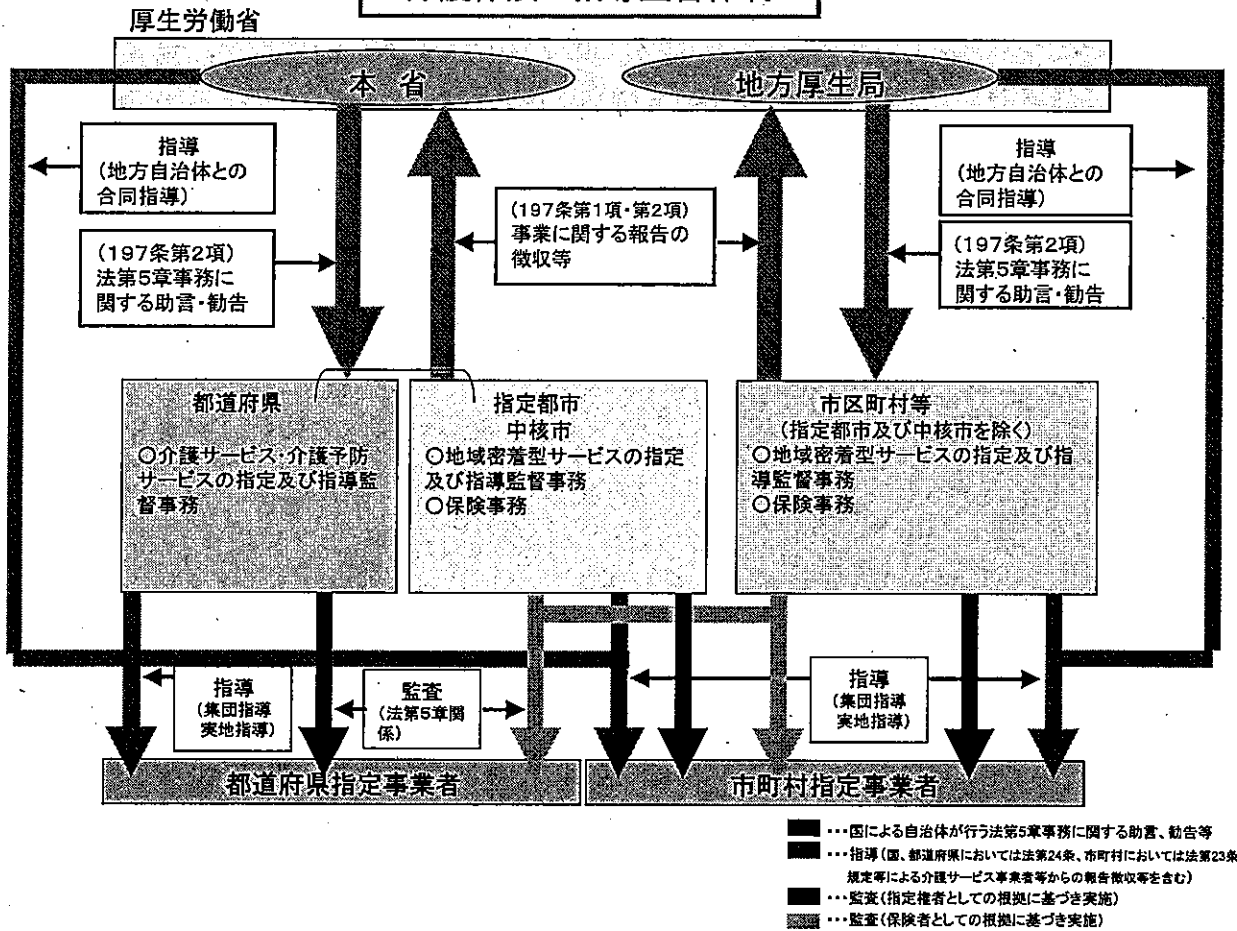 厚生労働省
本 省
地方厚生局
指導
(地方自治体との
合同指導)
(197条第2項)
法第5章事務に
関する助言・勧告
(197条第1項・第2項)
事業に関する報告の
徴収等
指導
(地方自治体との
合同指導)
(197条第2項)
法第5章事務に
関する助言・勧告
都道府県
○介護サービス・介護予防
サービスの指定及び指導監
督事務
指定都市
中核市
○地域密着型サービスの指定
及び指導監督事務
○保険事務
市区町村等
(指定都市及び中核市を除く)
○地域密着型サービスの指定及び指
導監督事務
○保険事務
指導
(集団指導
実地指導)
監査
(法第5章関
係)
指導
(集団指導
実地指導)
都道府県指定事業者
市町村指定事業者
…国による自治体が行う法第5章事務に関する助言、勧告等
…指導(国、都道府県においては法第24条、市町村においては法第23条
規定等による介護サービス事業者等からの報告徴収等を含む)
…監査(指定権者としての根拠に基づき実施)
…監査(保険者としての根拠に基づき実施)